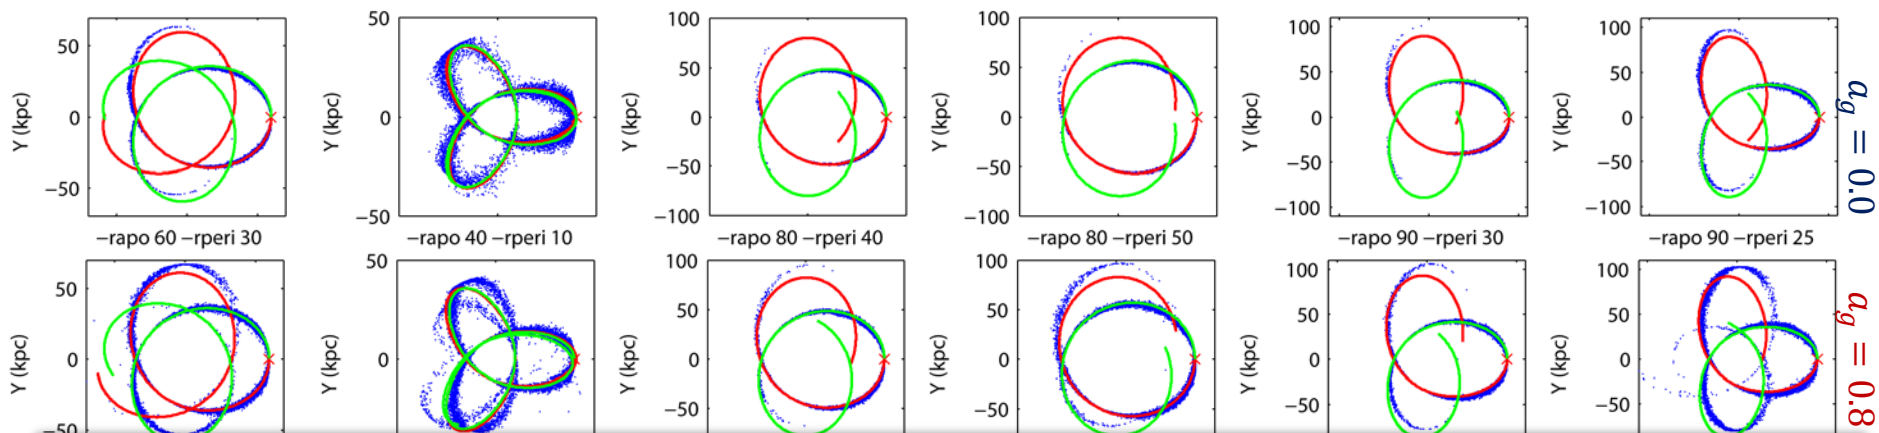 50
0
−50
Y (kpc)
−rapo 60 −rperi 30
50
0
−50
Y (kpc)
−rapo 40 −rperi 10
100
50
0
−50
−100
Y (kpc)
−rapo 80 −rperi 40
100
50
0
−50
−100
Y (kpc)
−rapo 80 −rperi 50
100
50
0
−50
−100
Y (kpc)
−rapo 90 −rperi 30
100
50
0
−50
−100
Y (kpc)
−rapo 90 −rperi 25
a_g = 0.0
50
0
−50
Y (kpc)
50
0
Y (kpc)
100
50
0
−50
Y (kpc)
100
50
0
−50
Y (kpc)
100
50
0
−50
Y (kpc)
100
50
0
−50
Y (kpc)
a_g = 0.8